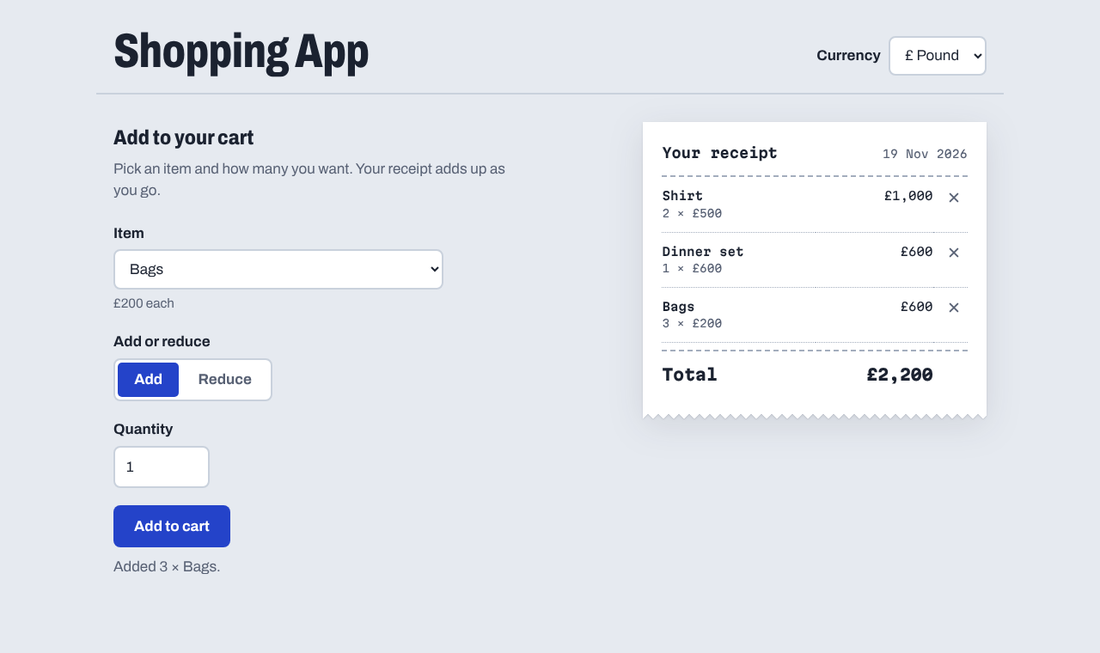 Shopping App
Currency
£ Pound
Add to your cart
Pick an item and how many you want. Your receipt adds up as
you go.
Item
Bags
£200 each
Add or reduce
Add
Reduce
Quantity
1
Add to cart
Added 3 × Bags.
Your receipt
19 Nov 2026
Shirt £1,000 ×
2 × £500
Dinner set £600 ×
1 × £600
Bags £600 ×
3 × £200
Total £2,200